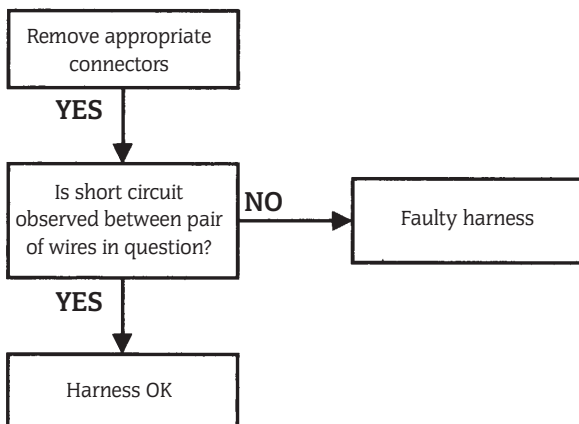 Remove appropriate
connectors
YES
Is short circuit
observed between pair
of wires in question?
NO
Faulty harness
YES
Harness OK